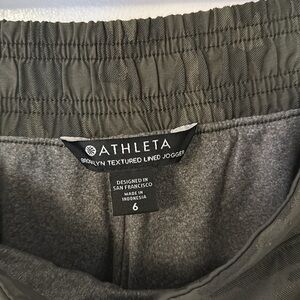 ATHLETA
BROOKLYN TEXTURED LINED JOGGER
DESIGNED IN
SAN FRANCISCO
MADE IN
INDONESIA
6